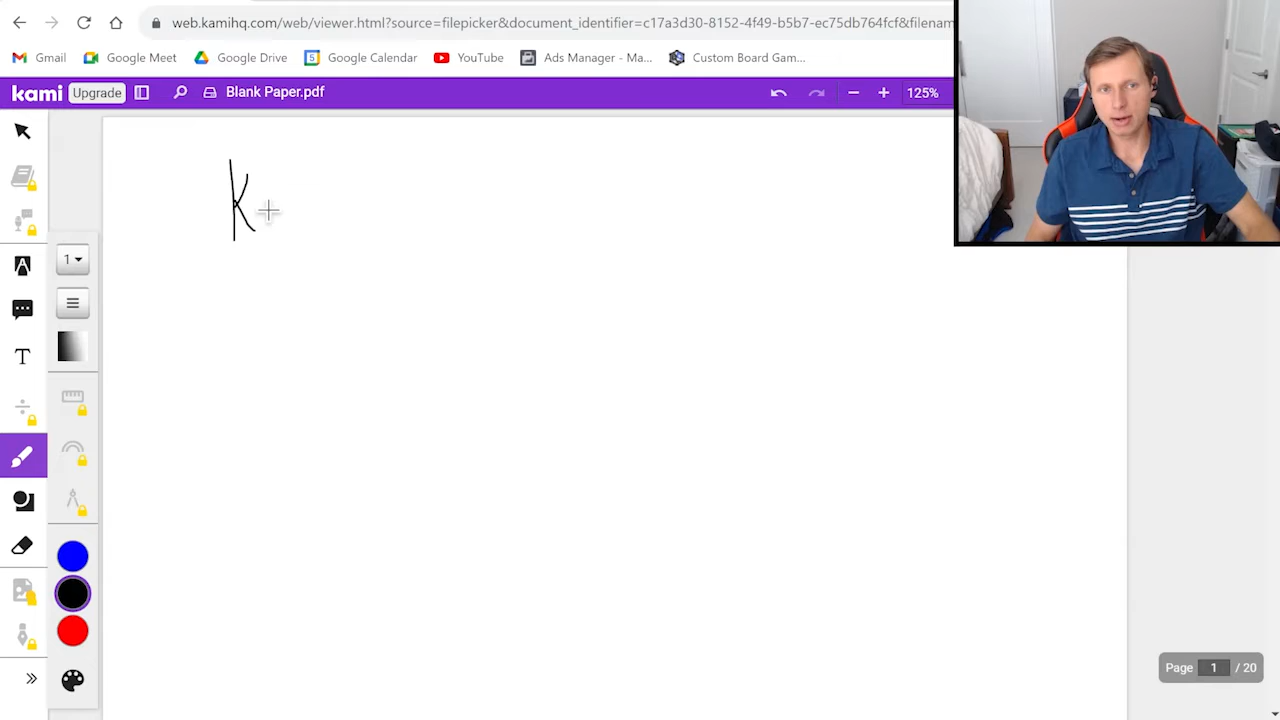 web.kamihq.com/web/viewer.html?source=filepicker&document_identifier=c17a3d30-8152-4f49-b5b7-ec75db764fcf&filenam
Gmail Google Meet Google Drive 5 Google Calendar YouTube Ads Manager - Ma... Custom Board Gam...
kami Upgrade Blank Paper.pdf 125%
K
A
1
T
Page 1 / 20